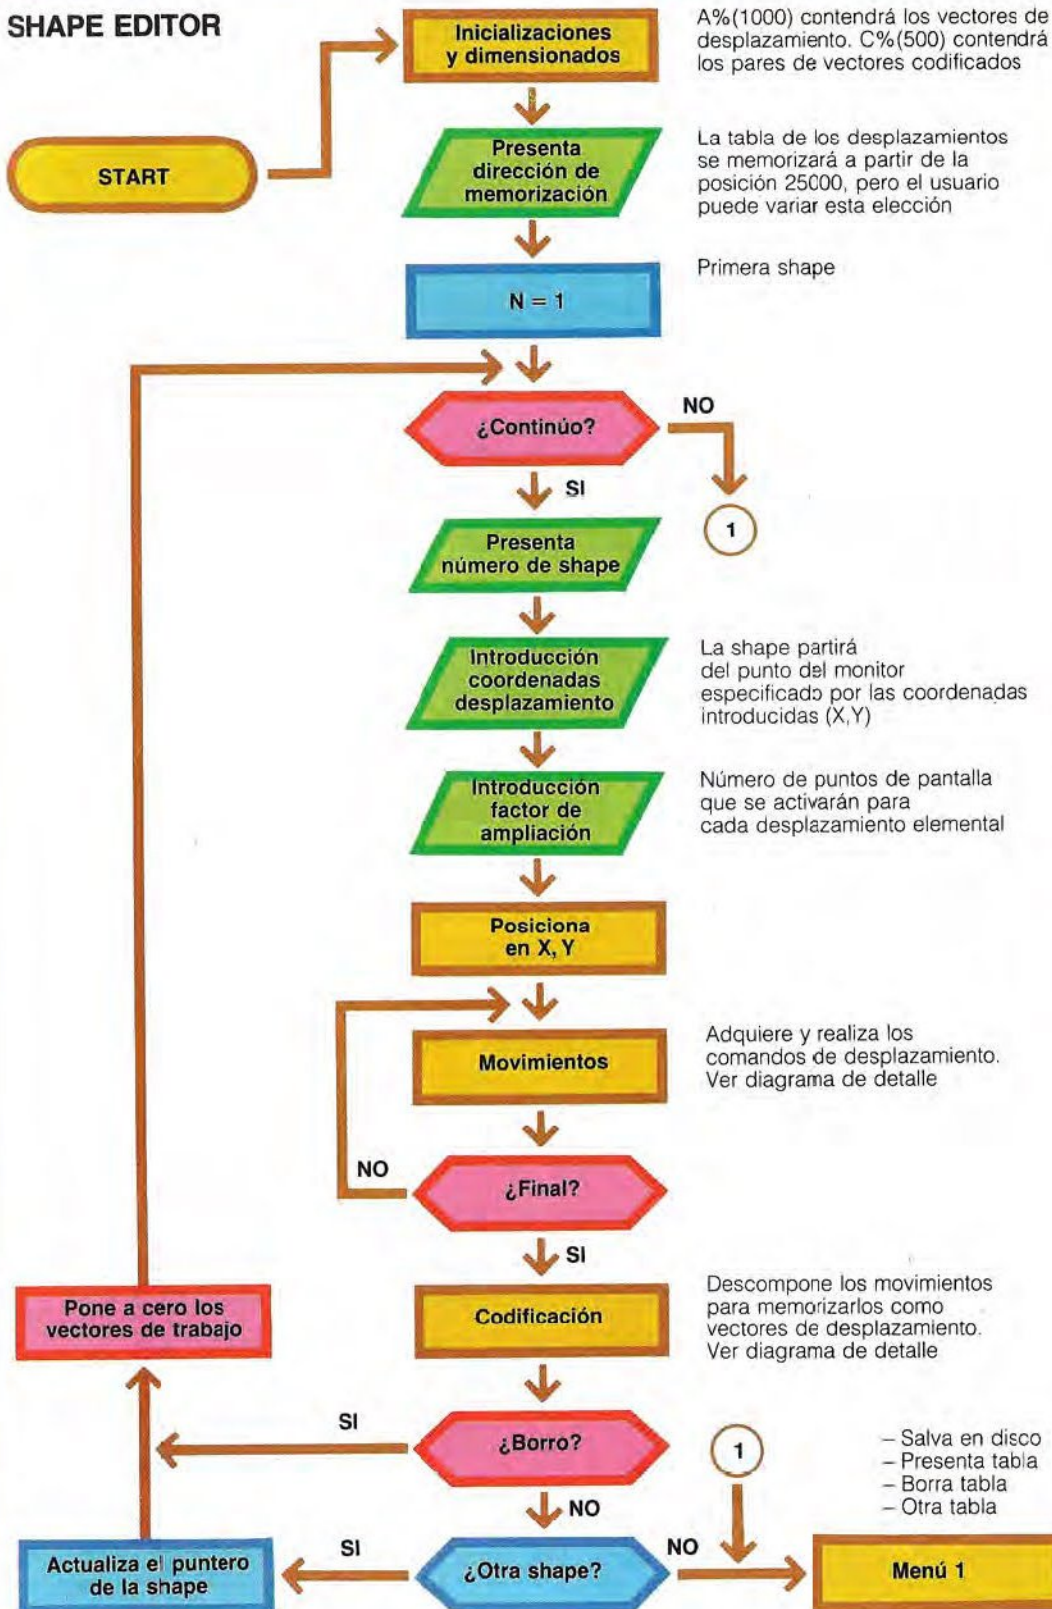 SHAPE EDITOR
START
Inicializaciones
y dimensionados
A%(1000) contendrá los vectores de
desplazamiento. C%(500) contendrá
los pares de vectores codificados
Presenta
dirección de
memorización
La tabla de los desplazamientos
se memorizará a partir de la
posición 25000, pero el usuario
puede variar esta elección
N = 1
Primera shape
¿Continúo?
NO
1
SI
Presenta
número de shape
Introducción
coordenadas
desplazamiento
La shape partirá
del punto del monitor
especificado por las coordenadas
introducidas (X,Y)
Introducción
factor de
ampliación
Número de puntos de pantalla
que se activarán para
cada desplazamiento elemental
Posiciona
en X, Y
Movimientos
Adquiere y realiza los
comandos de desplazamiento.
Ver diagrama de detalle
NO
¿Final?
SI
Pone a cero los
vectores de trabajo
Codificación
Descompone los movimientos
para memorizarlos como
vectores de desplazamiento.
Ver diagrama de detalle
SI
¿Borro?
NO
1
– Salva en disco
– Presenta tabla
– Borra tabla
– Otra tabla
Actualiza el puntero
de la shape
SI
¿Otra shape?
NO
Menú 1